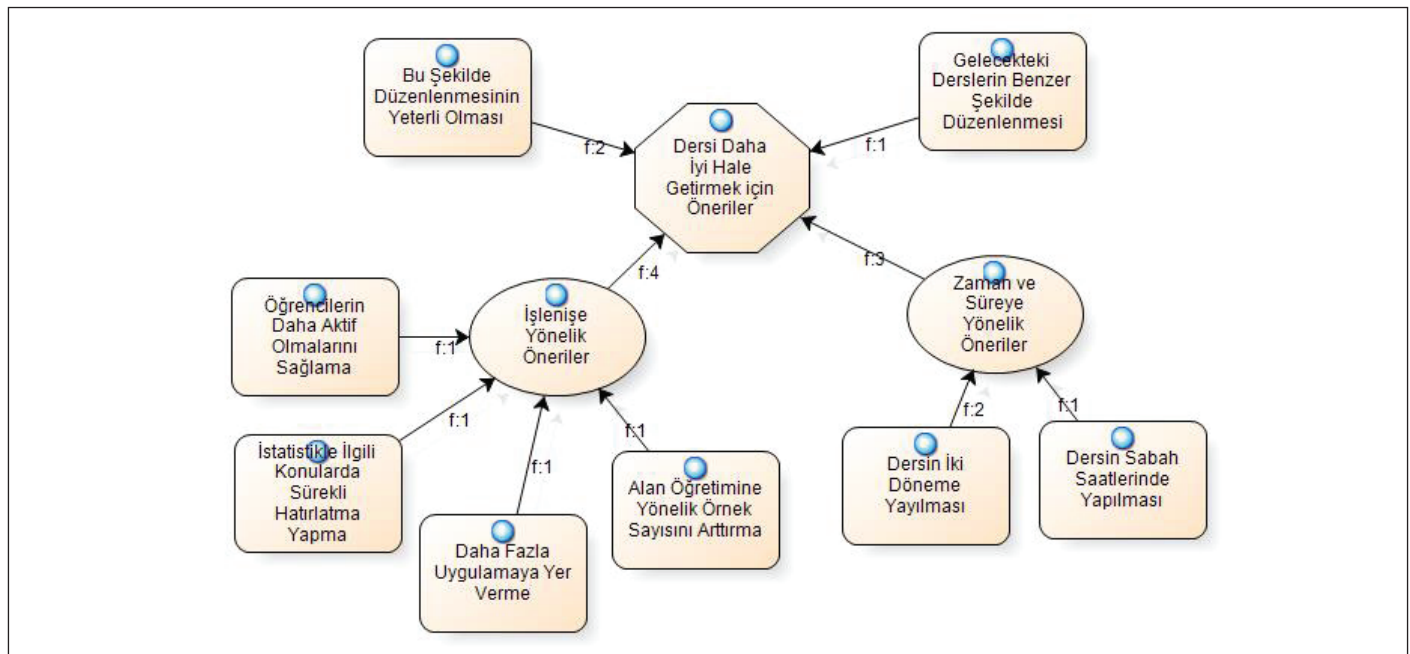 Bu Şekilde
Düzenlenmesinin
Yeterli Olması
f:2
Gelecekteki
Derslerin Benzer
Şekilde
Düzenlenmesi
f:1
Dersi Daha
İyi Hale
Getirmek için
Öneriler
f:4
f:3
Öğrencilerin
Daha Aktif
Olmalarını
Sağlama
f:1
İşlenişe
Yönelik
Öneriler
Zaman ve
Süreye
Yönelik
Öneriler
İstatistikle İlgili
Konularda
Sürekli
Hatırlatma
Yapma
f:1
Daha Fazla
Uygulamaya Yer
Verme
f:1
Alan Öğretimine
Yönelik Örnek
Sayısını Arttırma
f:1
Dersin İki
Döneme
Yayılması
f:2
Dersin Sabah
Saatlerinde
Yapılması
f:1